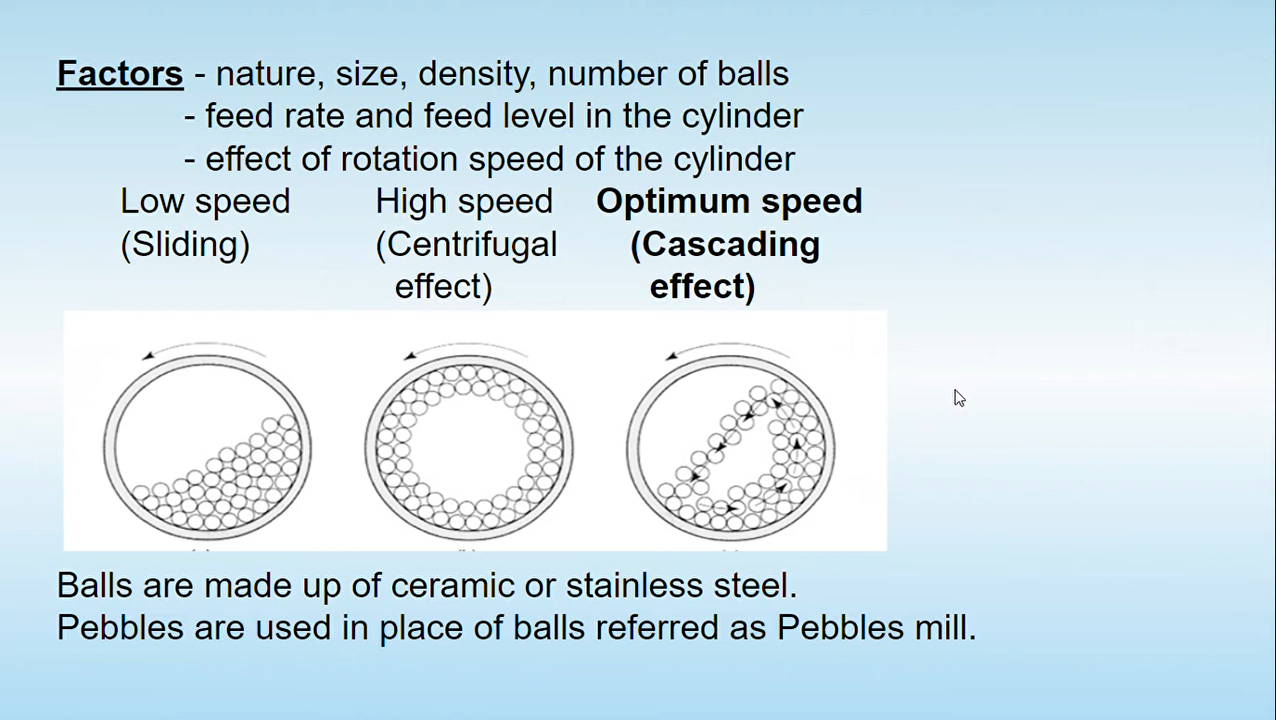 Factors - nature, size, density, number of balls
- feed rate and feed level in the cylinder
- effect of rotation speed of the cylinder
Low speed High speed Optimum speed
(Sliding) (Centrifugal (Cascading
effect) effect)
Balls are made up of ceramic or stainless steel.
Pebbles are used in place of balls referred as Pebbles mill.